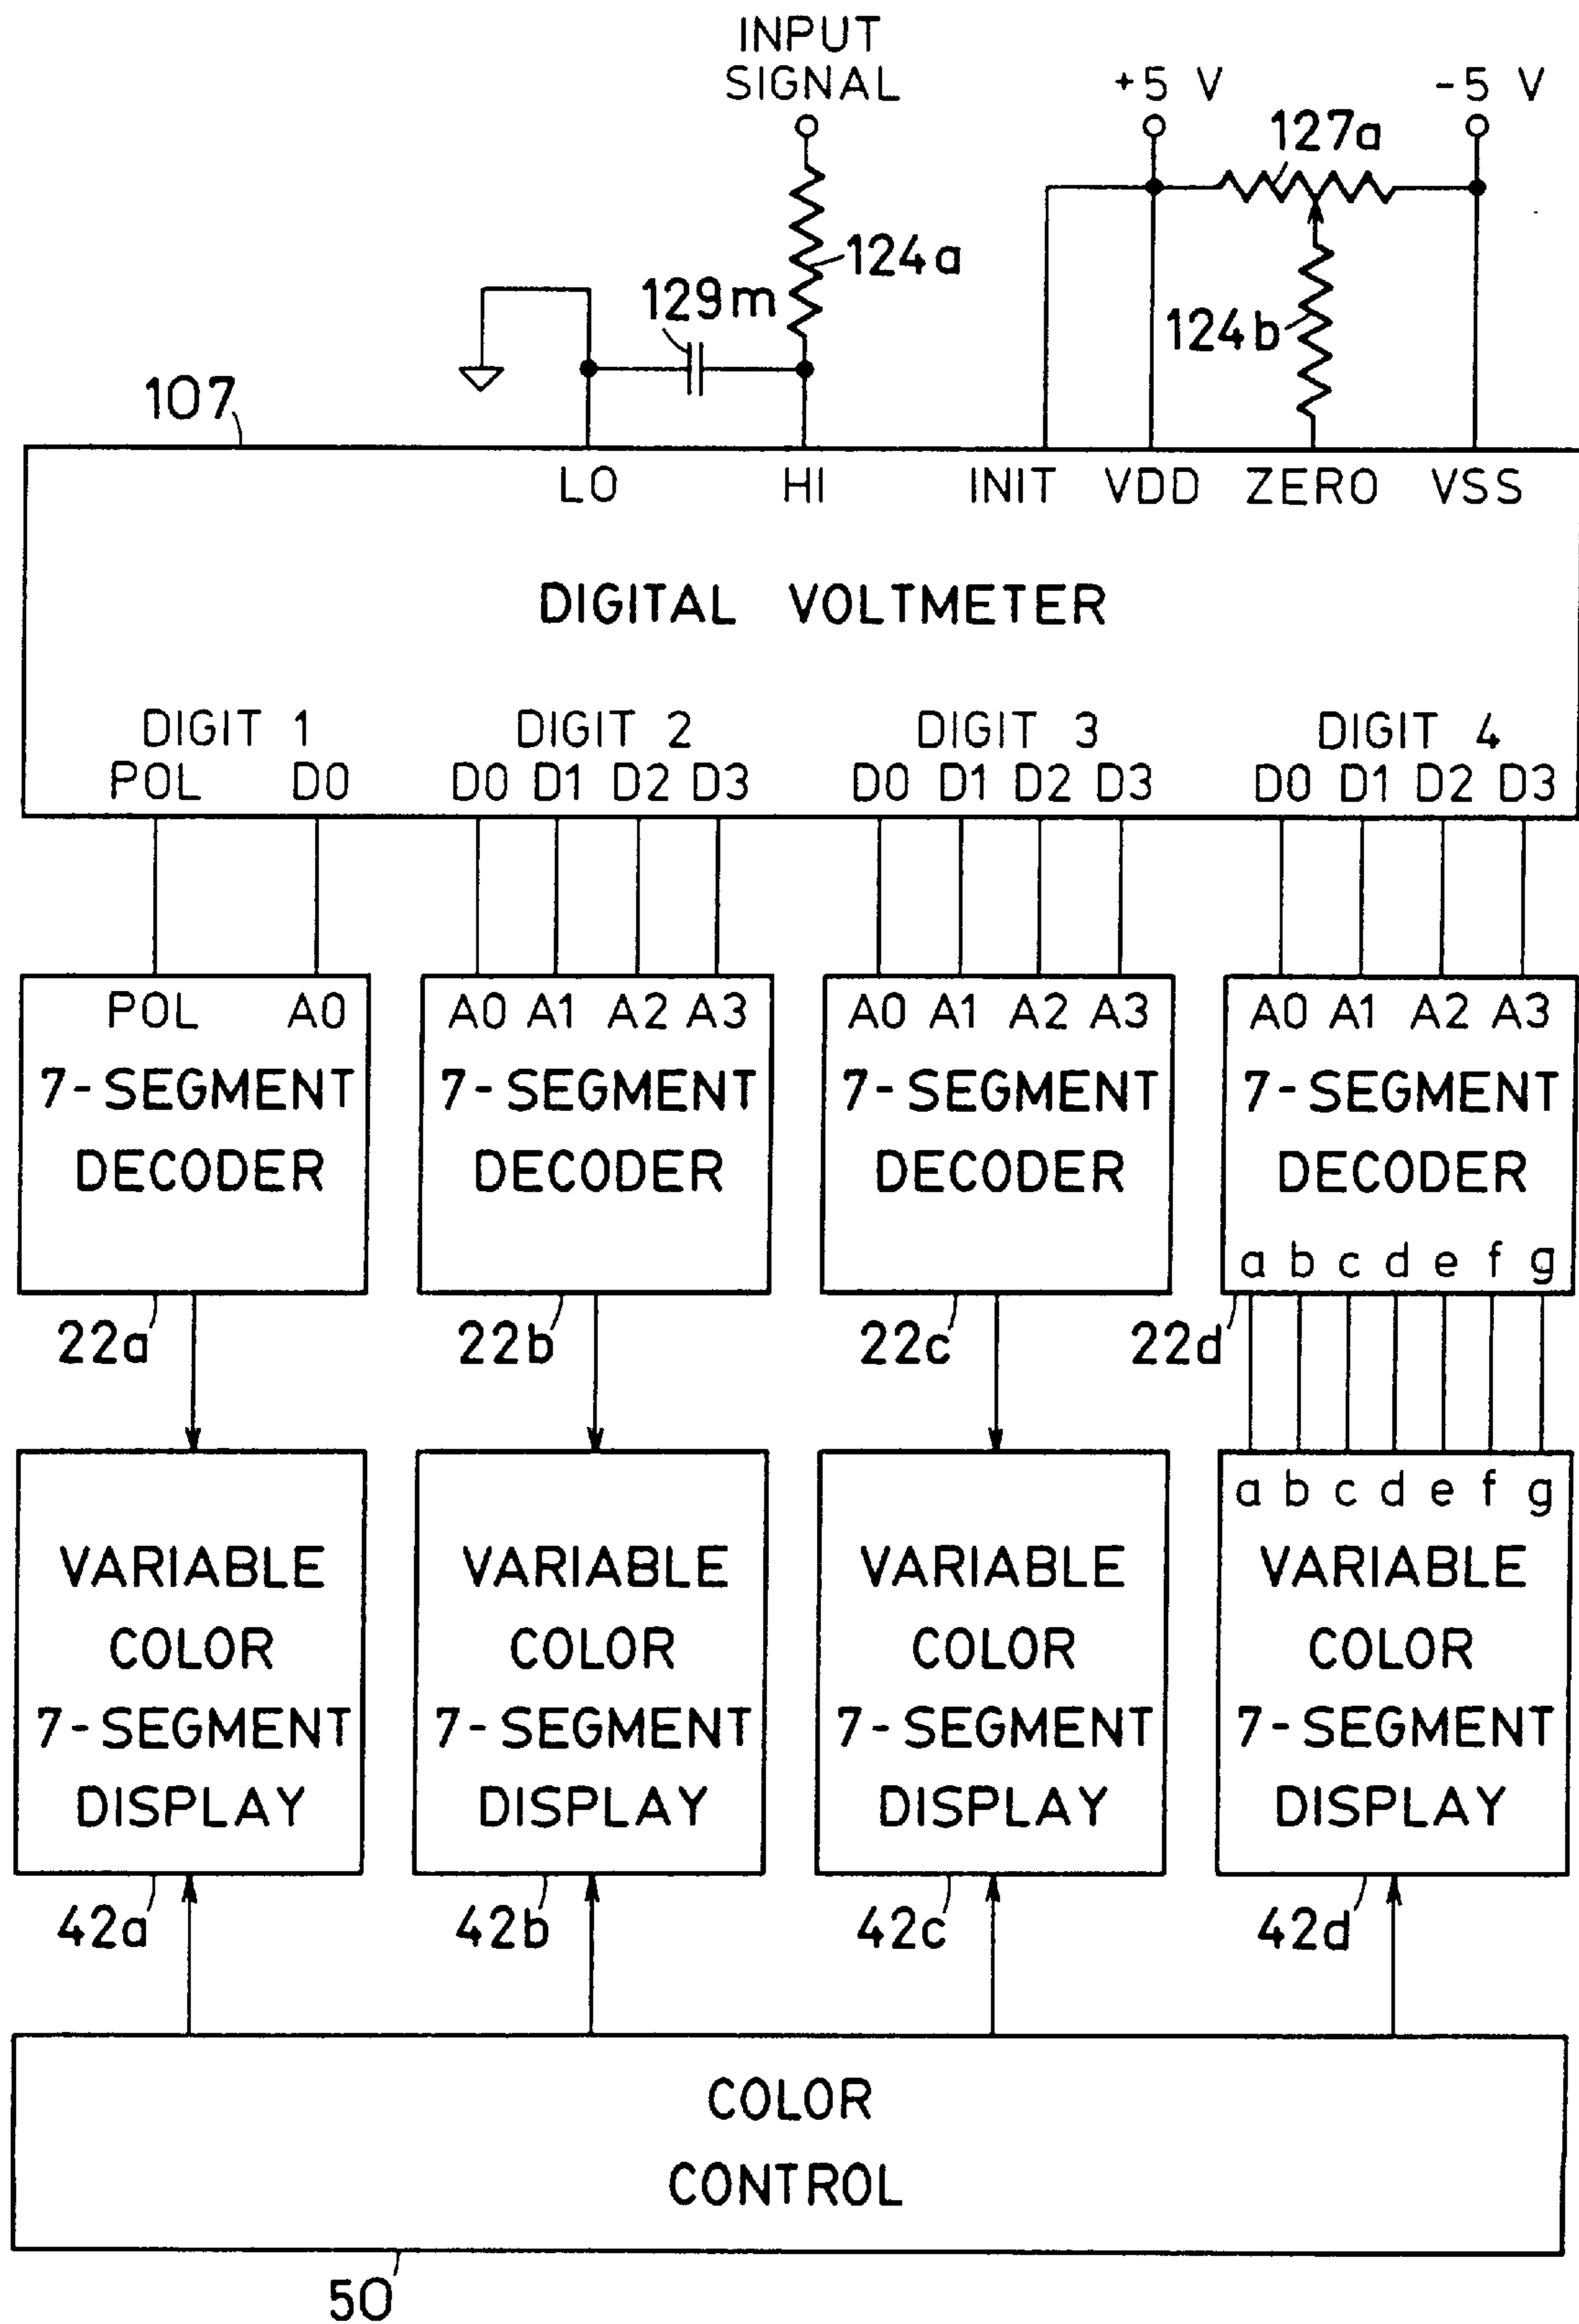 INPUT
SIGNAL
+5 V
-5 V
127a
124a
129m
124b
107
LO HI INIT VDD ZERO VSS
DIGITAL VOLTMETER
DIGIT 1 DIGIT 2 DIGIT 3 DIGIT 4
POL D0 D0 D1 D2 D3 D0 D1 D2 D3 D0 D1 D2 D3
POL A0 A0 A1 A2 A3 A0 A1 A2 A3 A0 A1 A2 A3
7-SEGMENT 7-SEGMENT 7-SEGMENT 7-SEGMENT
DECODER DECODER DECODER DECODER
a b c d e f g
22a 22b 22c 22d
a b c d e f g
VARIABLE VARIABLE VARIABLE VARIABLE
COLOR COLOR COLOR COLOR
7-SEGMENT 7-SEGMENT 7-SEGMENT 7-SEGMENT
DISPLAY DISPLAY DISPLAY DISPLAY
42a 42b 42c 42d
COLOR
CONTROL
50